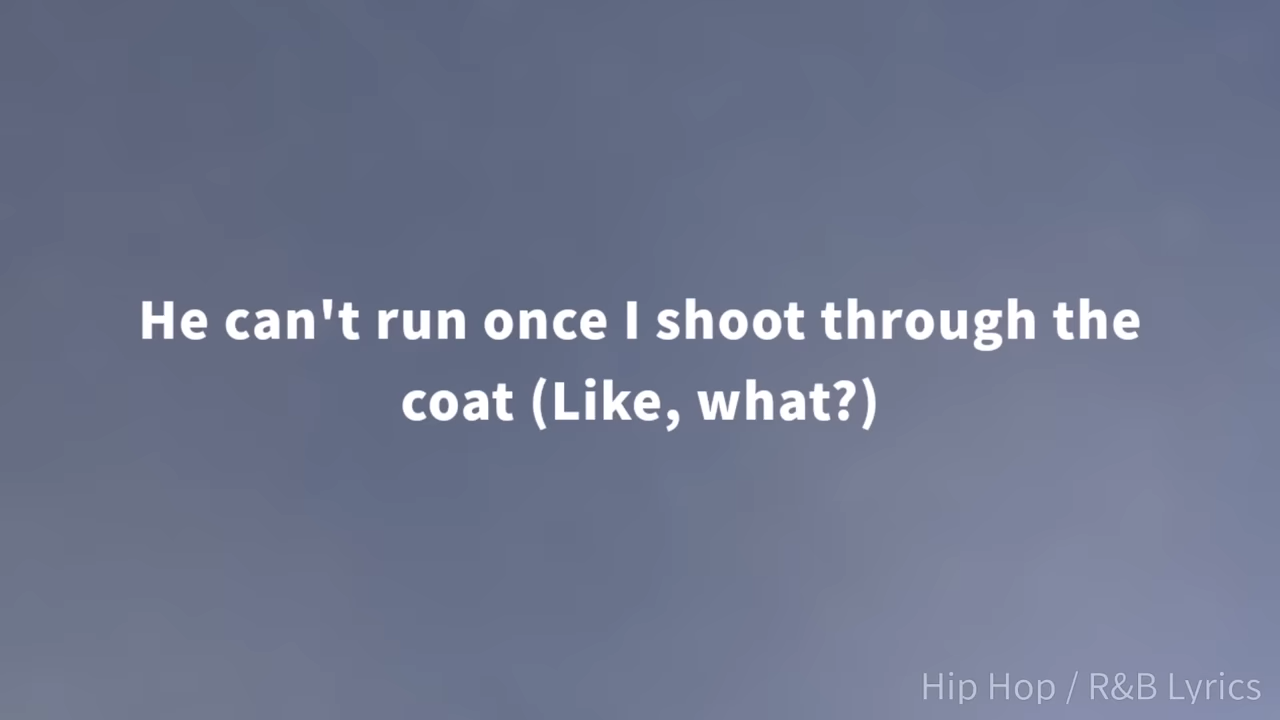 He can't run once I shoot through the
coat (Like, what?)
Hip Hop / R&B Lyrics